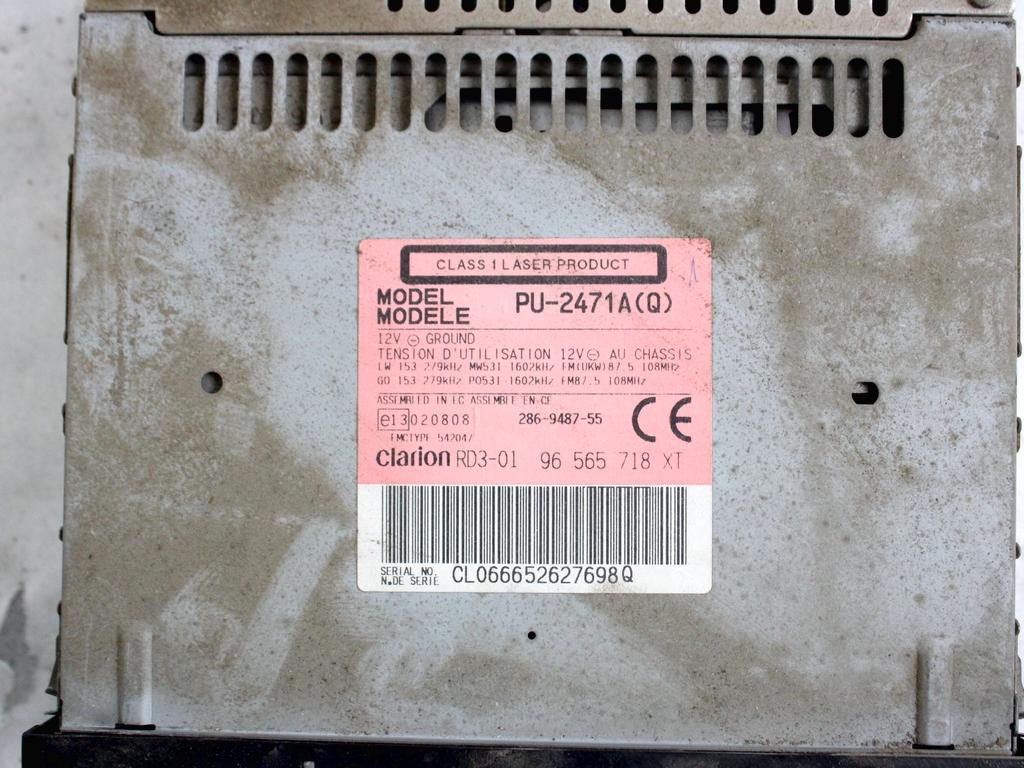 CLASS 1 LASER PRODUCT
MODEL
MODELE PU-2471A(Q)
12V ⊖ GROUND
TENSION D'UTILISATION 12V ⊖ AU CHASSIS
LW 153 279kHz MW531 1602kHz FM(UKW)87.5 108MHz
GO 153 279kHz PO531 1602kHz FM87.5 108MHz
ASSEMBLED IN EC ASSEMBLE EN CE
e13 020808 286-9487-55 CE
EMCTYPE 542047
clarion RD3-01 96 565 718 XT
SERIAL NO.
N.DE SERIE CL066652627698Q